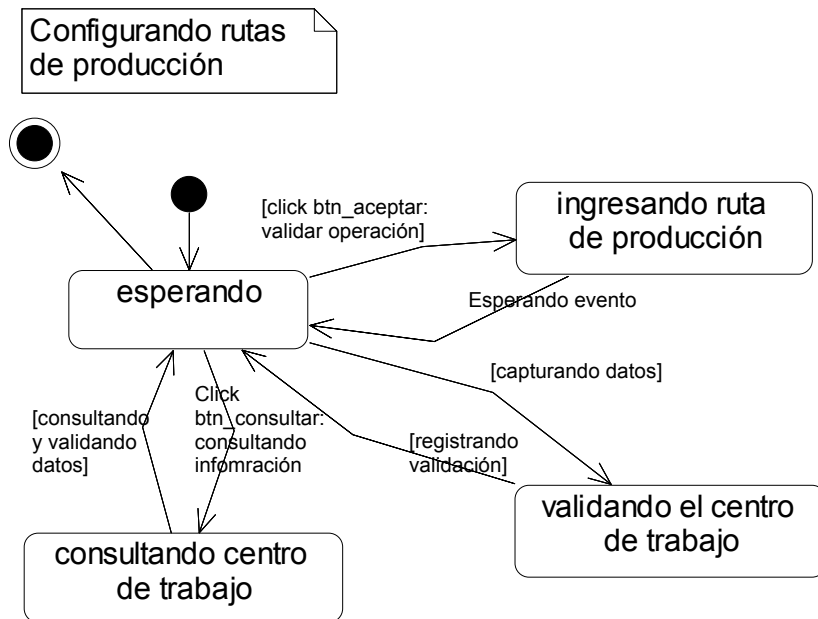 Configurando rutas
de producción
[click btn_aceptar:
validar operación]
ingresando ruta
de producción
esperando
Esperando evento
[capturando datos]
Click
btn_consultar:
consultando
infomración
[consultando
y validando
datos]
[registrando
validación]
validando el centro
de trabajo
consultando centro
de trabajo